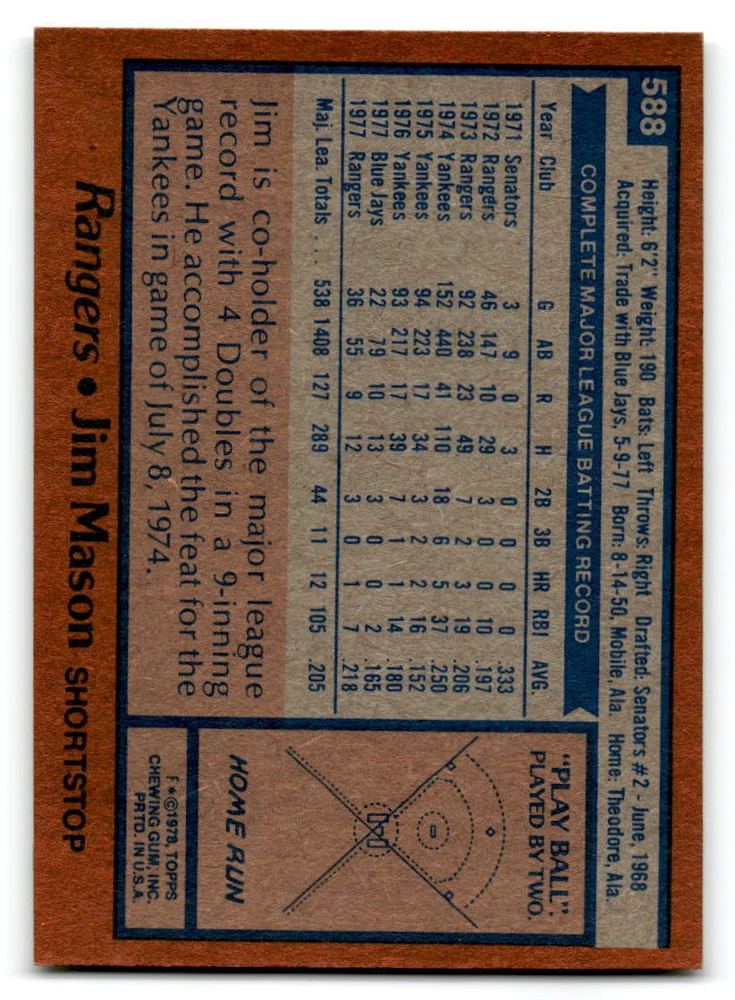 588
Height: 6'2" Weight: 190 Bats: Left Throws: Right Drafted: Senators #2 - June, 1968
Acquired: Trade with Blue Jays, 5-9-77 Born: 8-14-50, Mobile, Ala. Home: Theodore, Ala.
COMPLETE MAJOR LEAGUE BATTING RECORD
Year Club G AB R H 2B 3B HR RBI AVG.
1971 Senators 3 9 0 3 0 0 0 0 .333
1972 Rangers 46 147 10 29 3 0 0 10 .197
1973 Rangers 92 238 23 49 7 2 3 19 .206
1974 Yankees 152 440 41 110 18 6 5 37 .250
1975 Yankees 94 223 17 34 3 2 2 16 .152
1976 Yankees 93 217 17 39 7 1 1 14 .180
1977 Blue Jays 22 79 10 13 3 0 0 2 .165
1977 Rangers 36 55 9 12 3 0 1 7 .218
Maj. Lea. Totals ... 538 1408 127 289 44 11 12 105 .205
Jim is co-holder of the major league
record with 4 Doubles in a 9-inning
game. He accomplished the feat for the
Yankees in game of July 8, 1974.
"PLAY BALL".
PLAYED BY TWO.
HOME RUN
F*©1978, TOPPS
CHEWING GUM, INC.
PRTD. IN U.S.A.
Rangers • Jim Mason SHORTSTOP